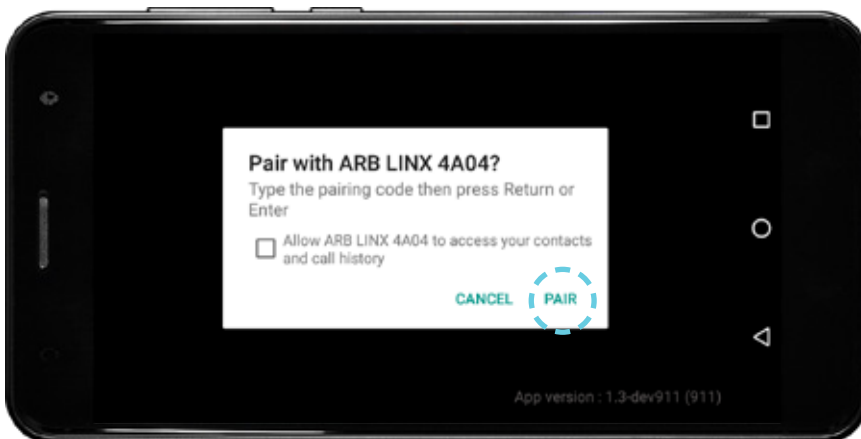 Pair with ARB LINX 4A04?
Type the pairing code then press Return or
Enter
Allow ARB LINX 4A04 to access your contacts
and call history
CANCEL PAIR
App version : 1.3-dev911 (911)